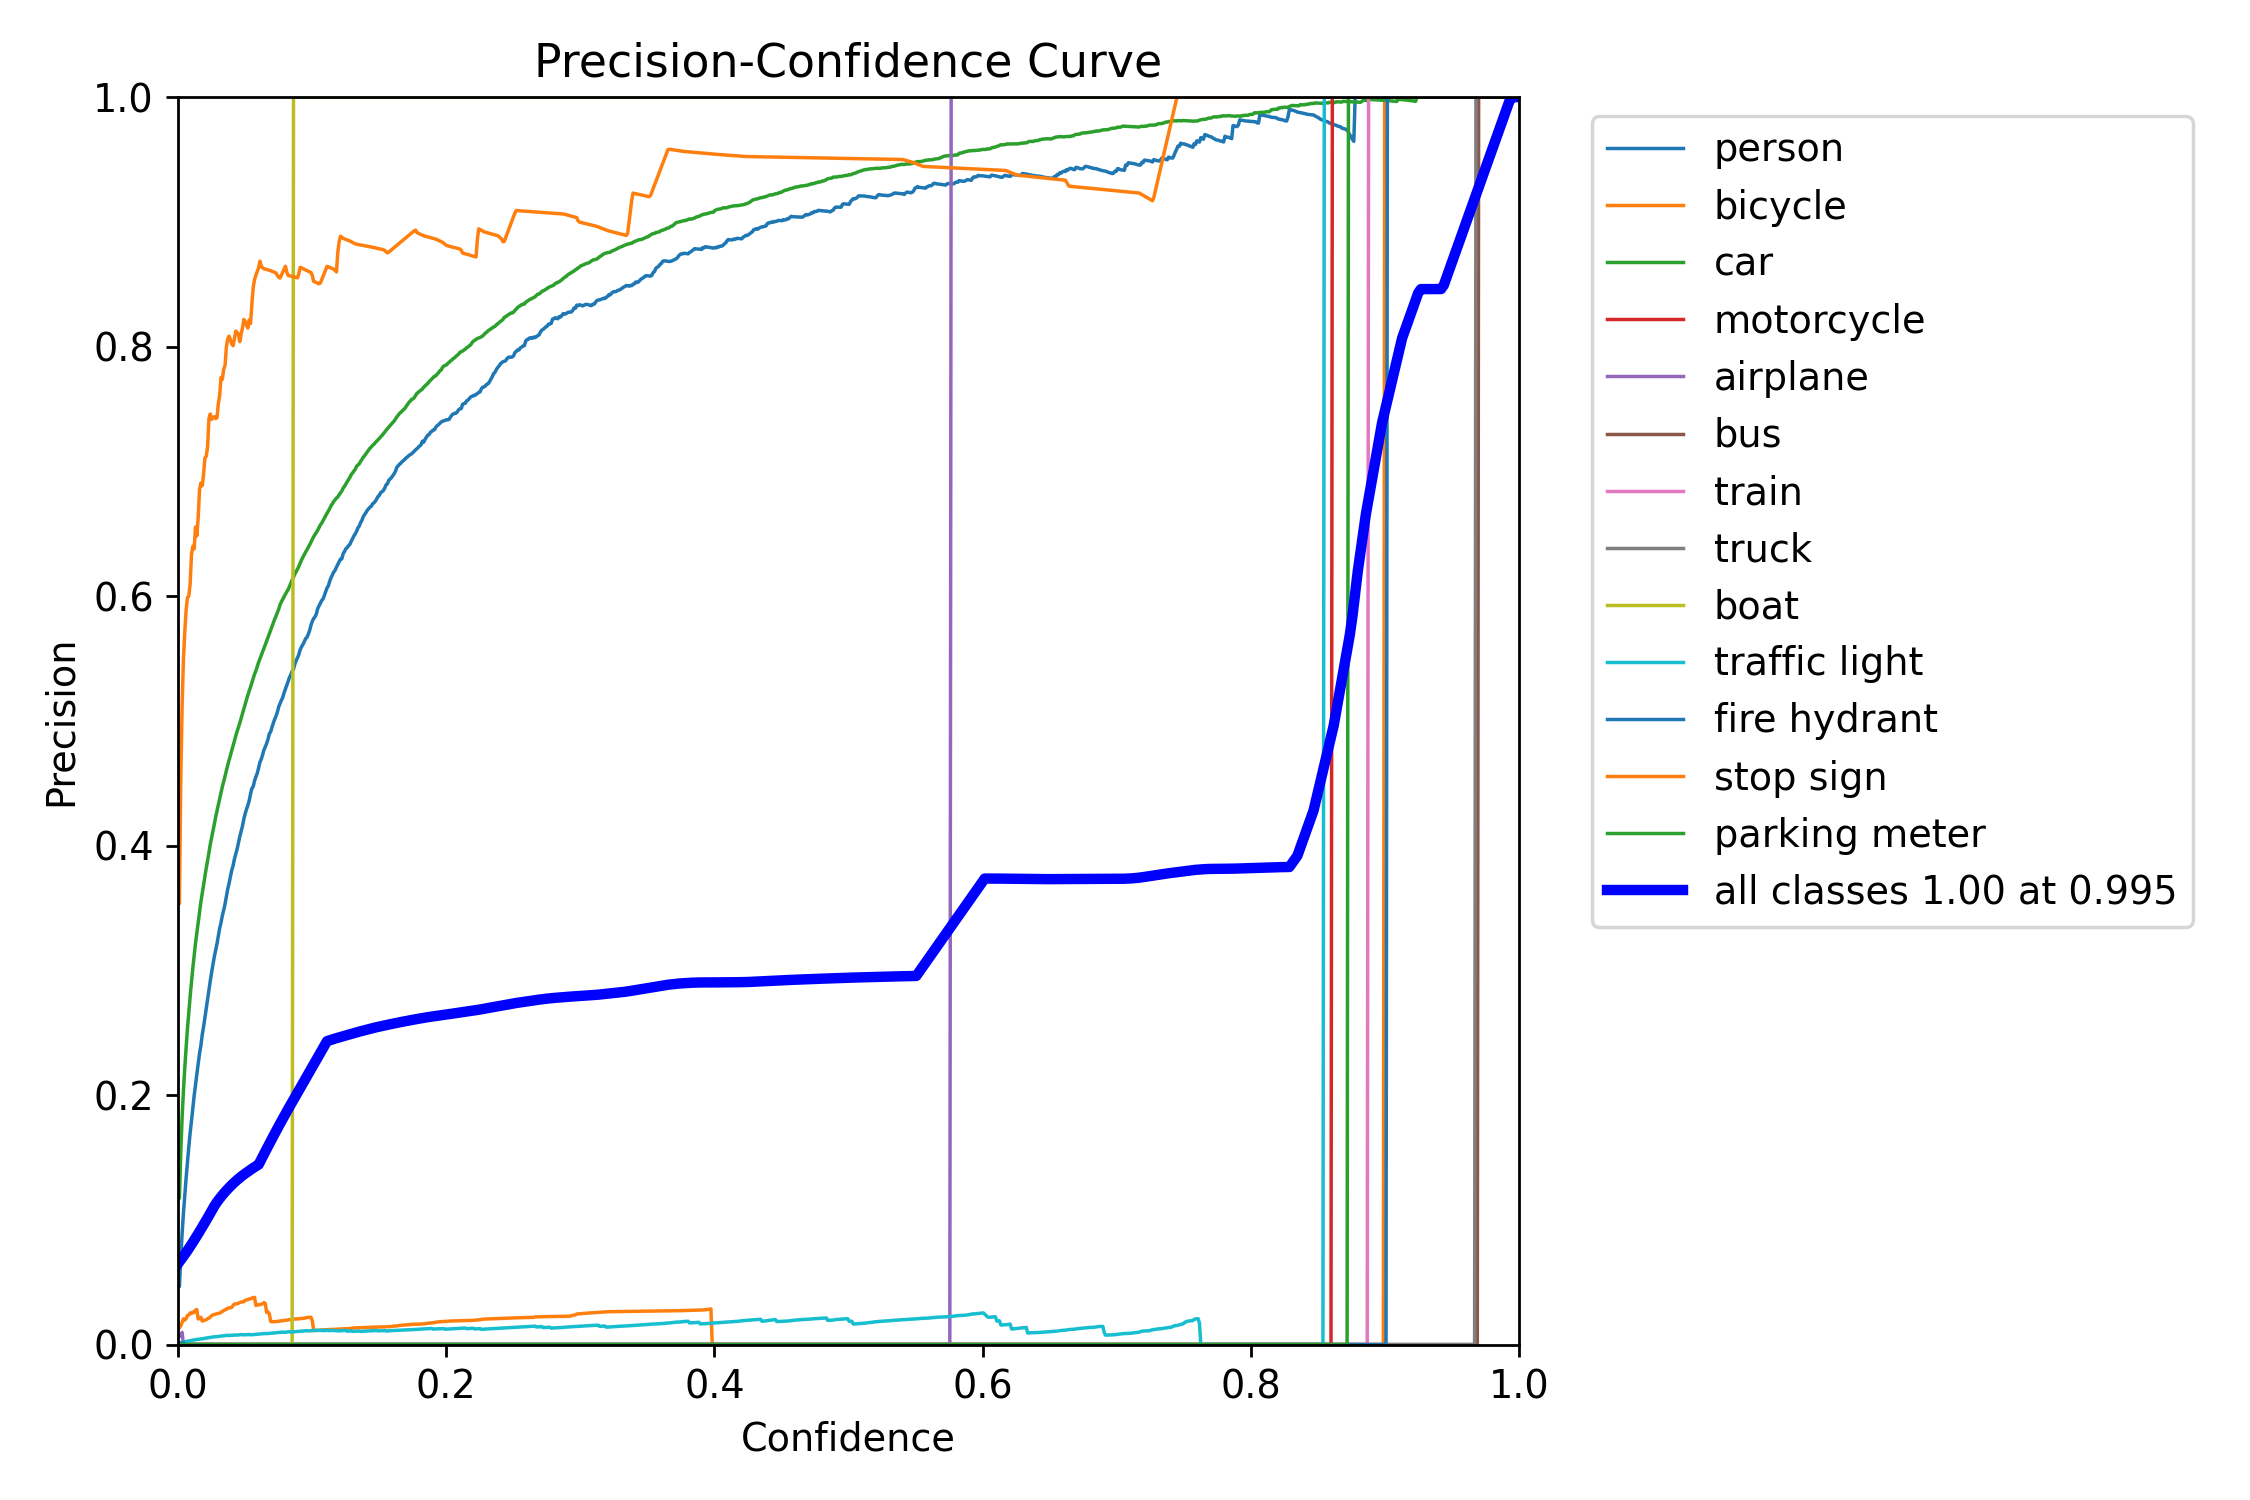 Precision-Confidence Curve
1.0
0.8
0.6
0.4
0.2
0.0
Precision
0.0 0.2 0.4 0.6 0.8 1.0
Confidence
person
bicycle
car
motorcycle
airplane
bus
train
truck
boat
traffic light
fire hydrant
stop sign
parking meter
all classes 1.00 at 0.995